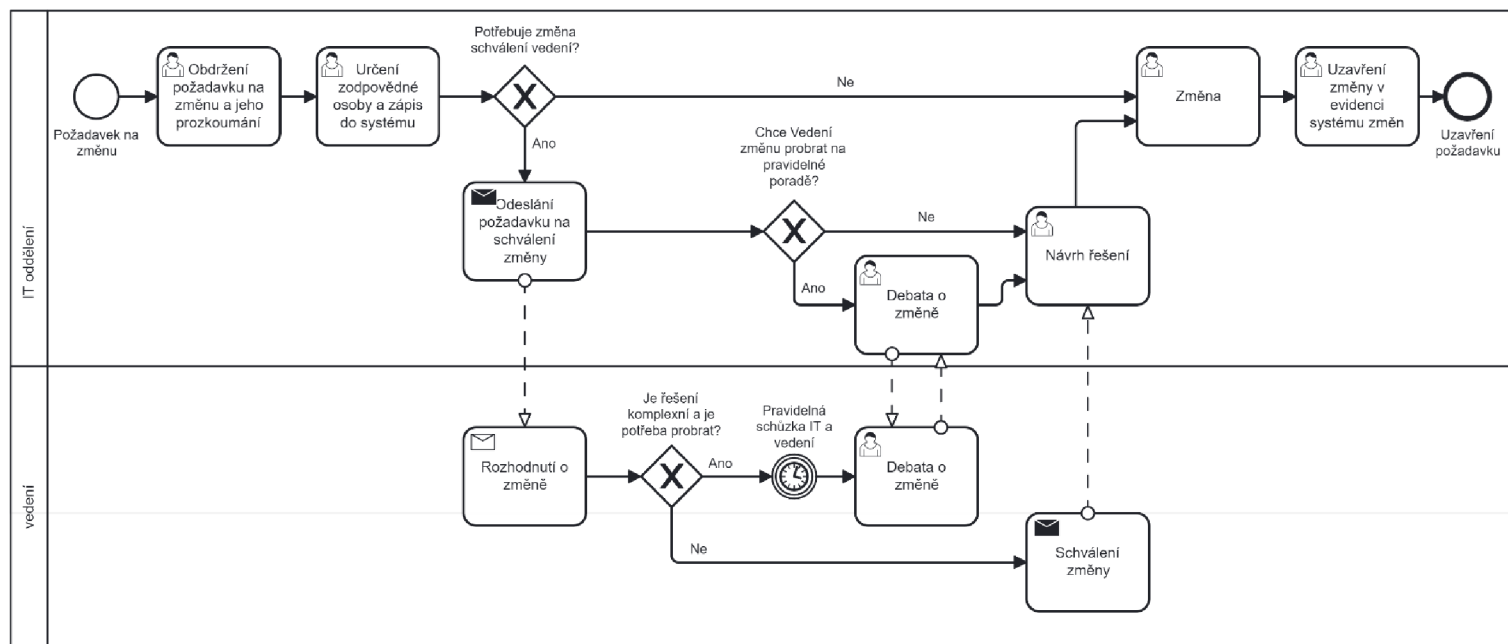 IT oddělení
Požadavek na
změnu
Obdržení
požadavku na
změnu a jeho
prozkoumání
Určení
zodpovědné
osoby a zápis
do systému
Potřebuje změna
schválení vedení?
Ne
Ano
Odeslání
požadavku na
schválení
změny
Chce Vedení
změnu probrat na
pravidelné
poradě?
Ne
Ano
Debata o
změně
Návrh řešení
Změna
Uzavření
změny v
evidenci
systému změn
Uzavření
požadavku
vedení
Rozhodnutí o
změně
Je řešení
komplexní a je
potřeba probrat?
Ano
Ne
Pravidelná
schůzka IT a
vedení
Debata o
změně
Schválení
změny